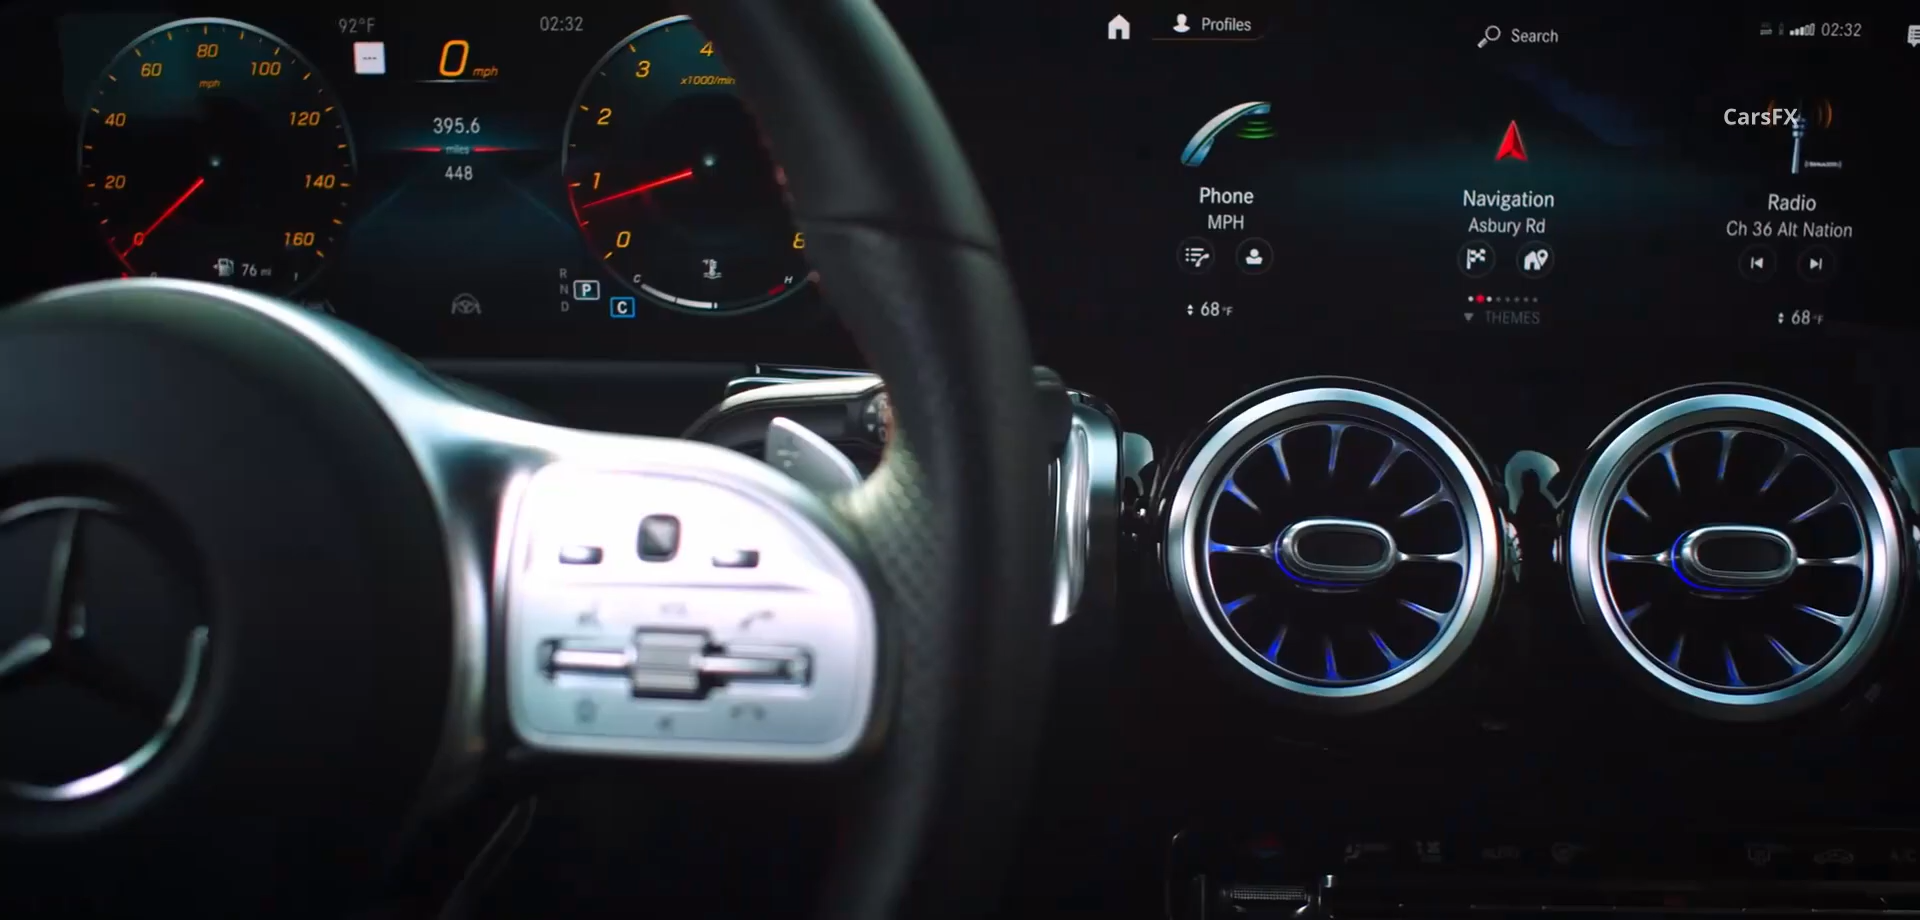 92°F
02:32
0 mph
395.6
miles
448
80
60
100
mph
40
120
20
140
0
160
76 mi
4
3
x1000/min
2
1
0
8
R
N
D
P
C
C
H
Profiles
Search
02:32
CarsFX
Phone
MPH
Navigation
Asbury Rd
Radio
Ch 36 Alt Nation
68°F
THEMES
68°F
AUTO
A/C